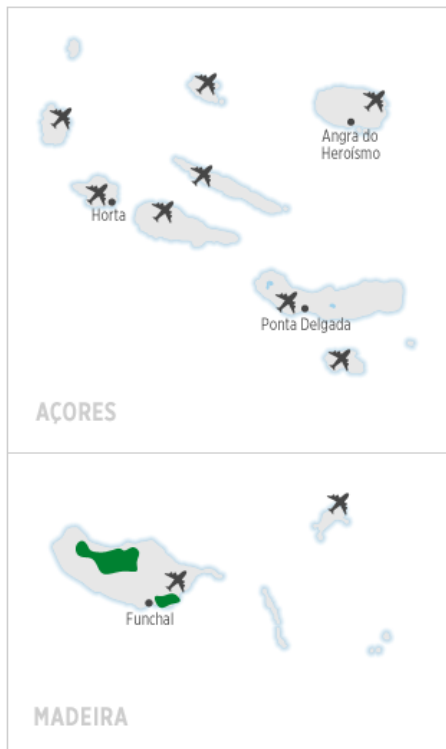 Angra do
Heroísmo
Horta
Ponta Delgada
AÇORES
Funchal
MADEIRA